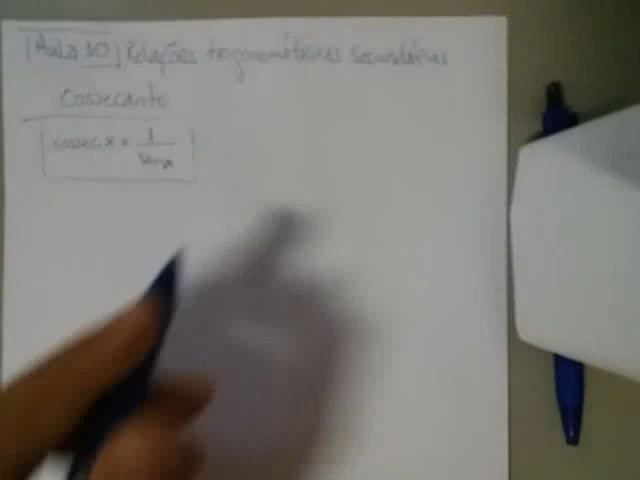 Aula 30 Relações trigonométricas Secundárias
Cossecante
cossec x = 1 / sen x